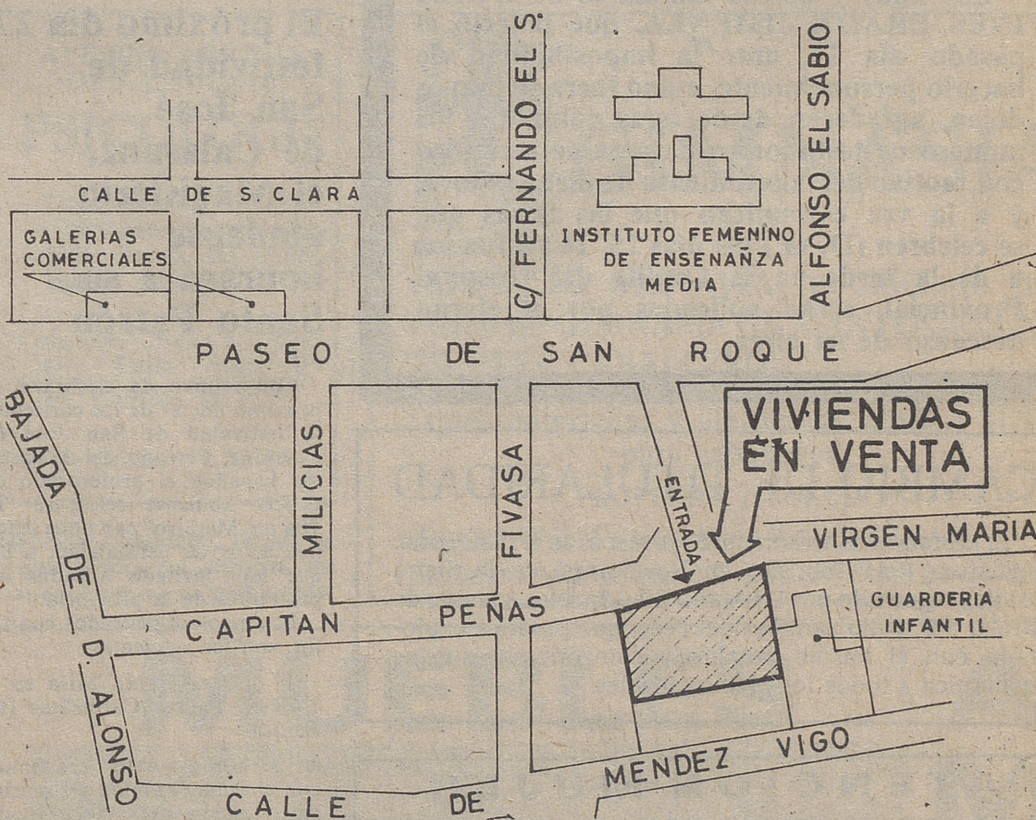 C/ FERNANDO EL S.
ALFONSO EL SABIO
CALLE DE S. CLARA
GALERIAS
COMERCIALES
INSTITUTO FEMENINO
DE ENSENAÑZA
MEDIA
PASEO DE SAN ROQUE
BAJADA DE D. ALONSO
MILICIAS
FIVASA
ENTRADA
VIVIENDAS
EN VENTA
VIRGEN MARIA
CAPITAN PEÑAS
GUARDERIA
INFANTIL
CALLE DE MENDEZ VIGO